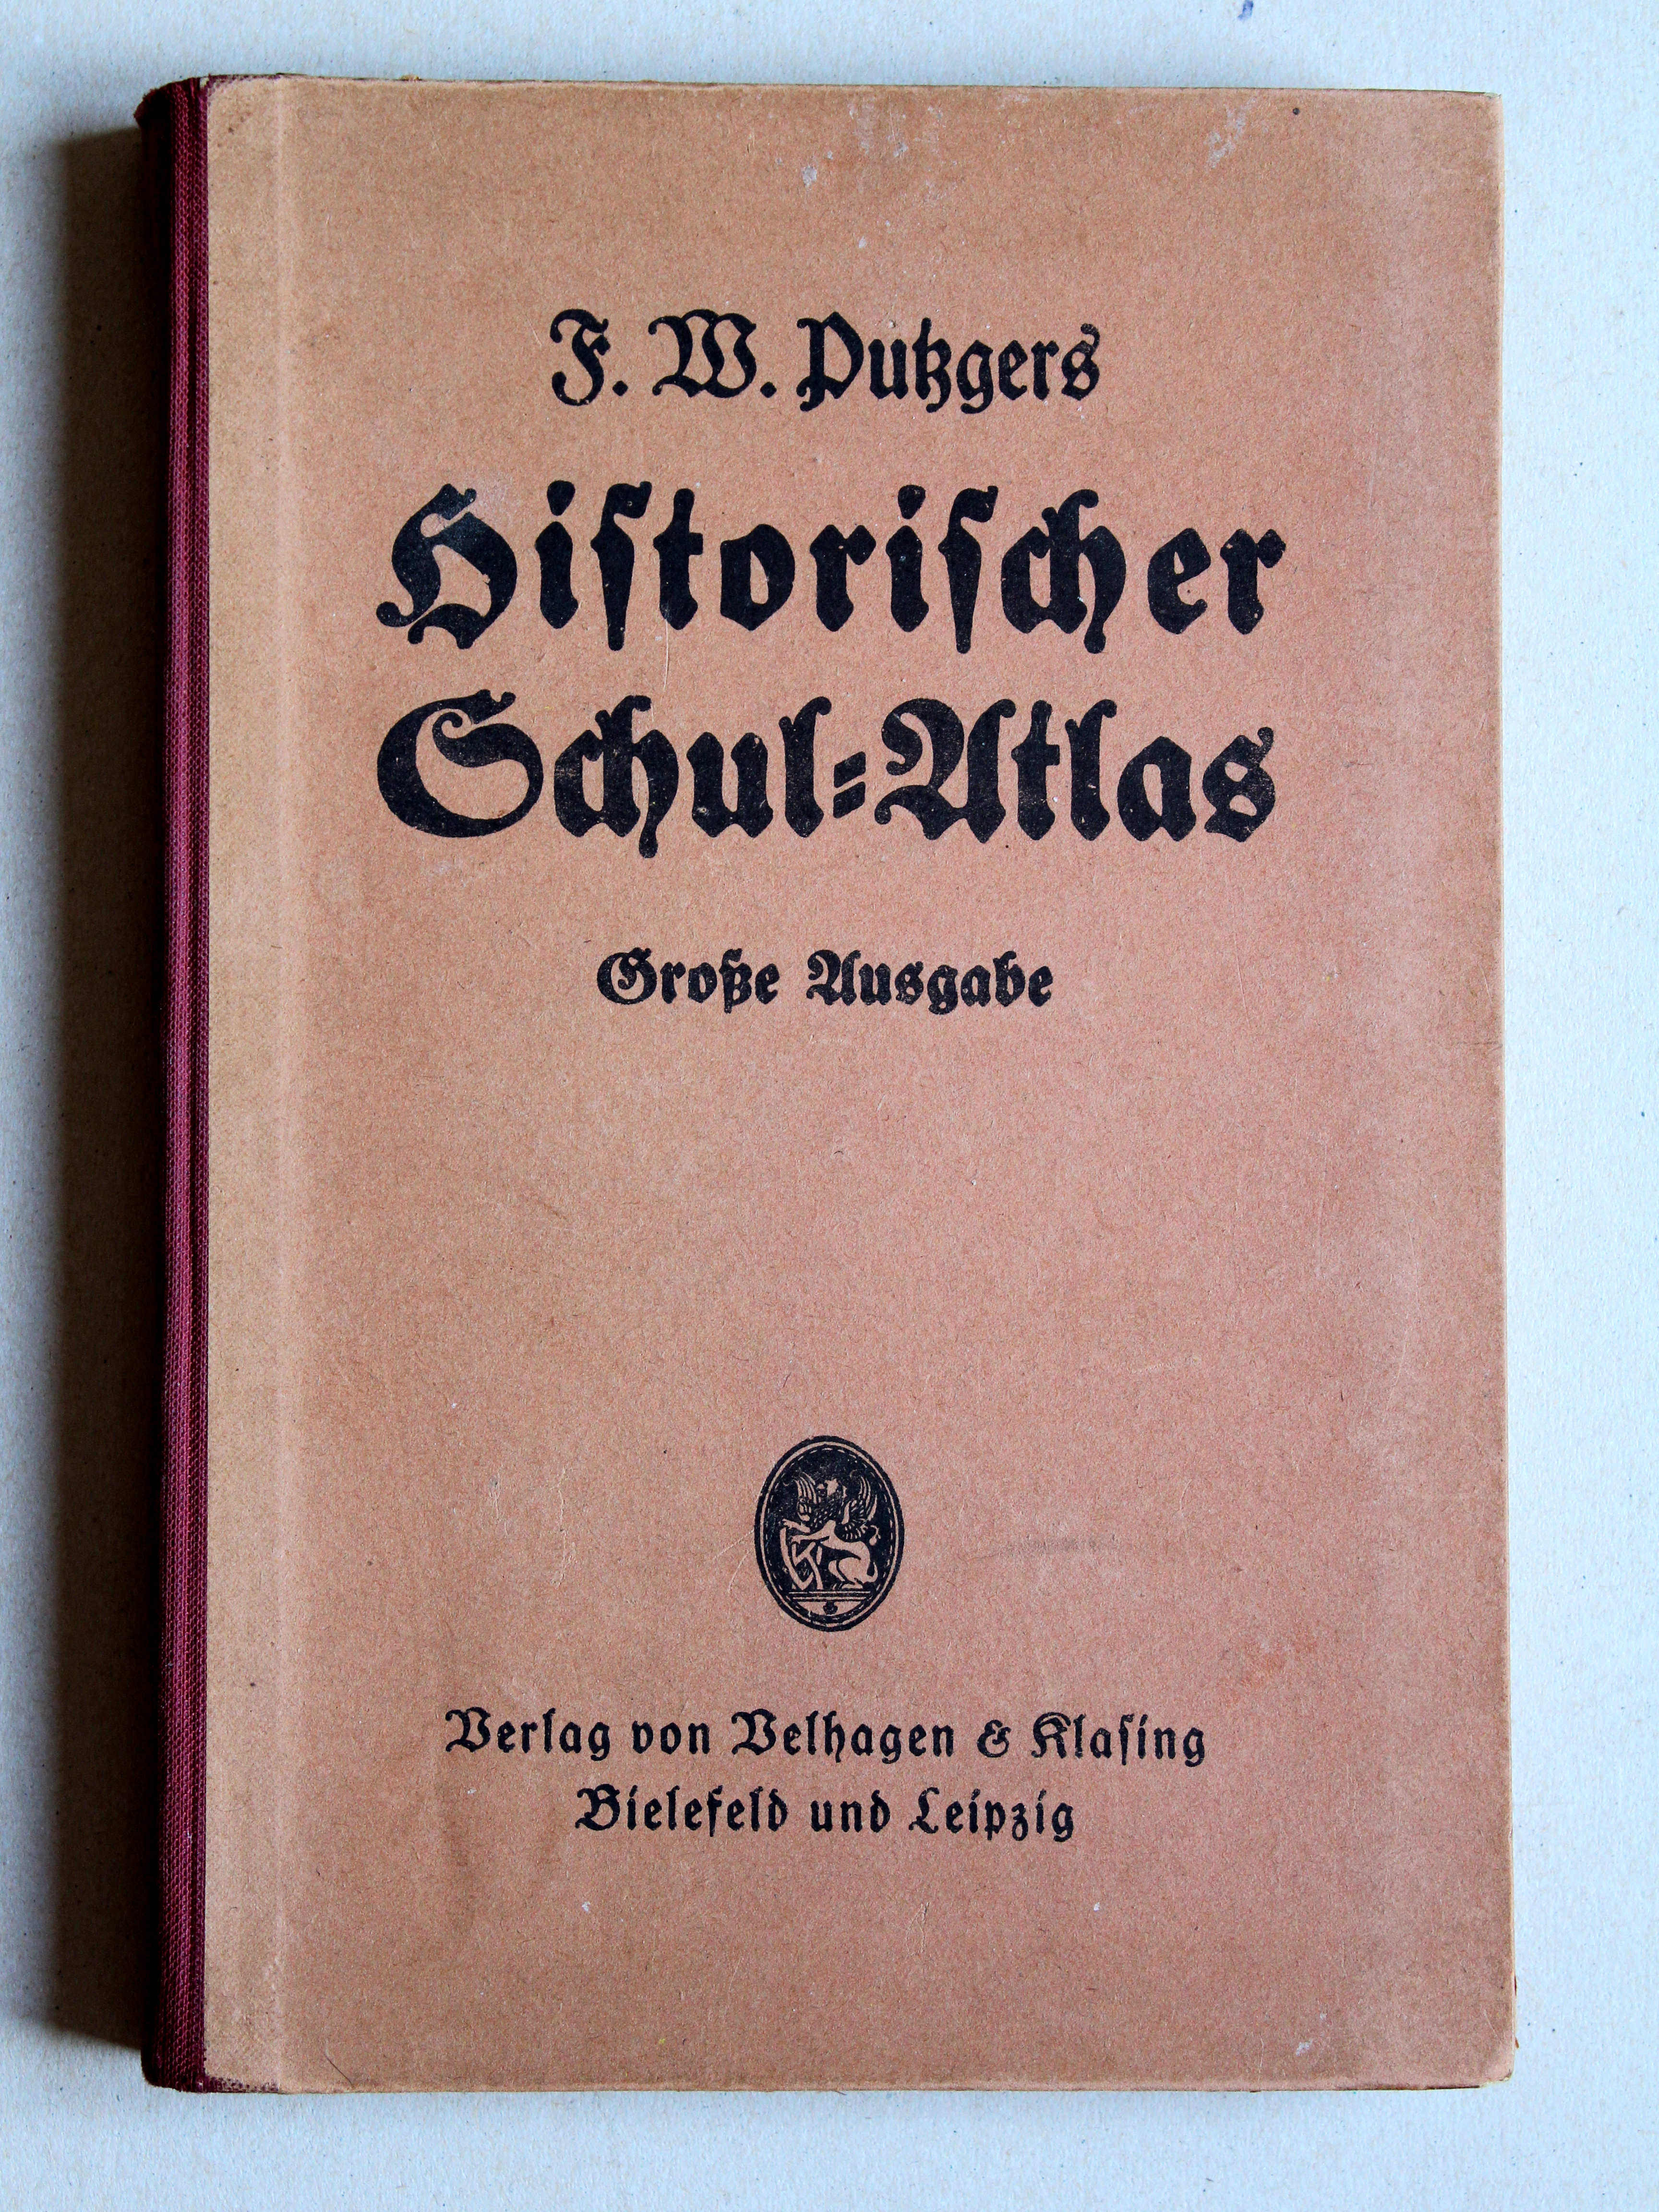 F. W. Putzgers
Hiſtoriſcher
Schul=Atlas
Große Ausgabe
Verlag von Velhagen & Klaſing
Bielefeld und Leipzig